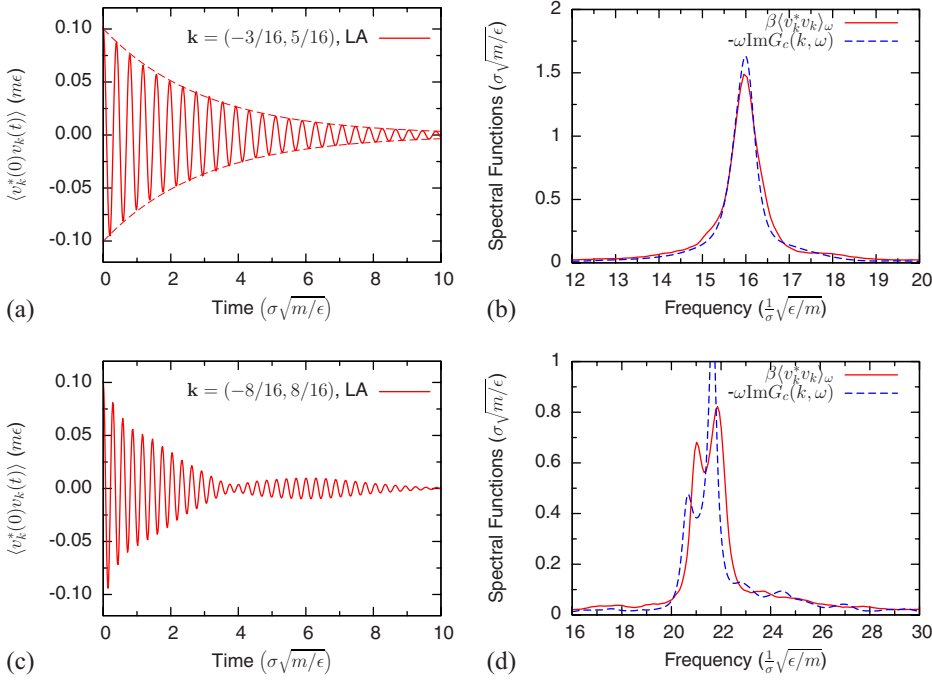 0.10
0.05
0.00
-0.05
-0.10
⟨v*k(0)vk(t)⟩ (mϵ)
k = (−3/16, 5/16), LA
0 2 4 6 8 10
Time (σ√m/ϵ)
(a)
2
1.5
1
0.5
0
Spectral Functions (σ√m/ϵ)
β⟨v*k vk⟩ω
-ωImGc(k, ω)
12 13 14 15 16 17 18 19 20
Frequency (1/σ √ϵ/m)
(b)
0.10
0.05
0.00
-0.05
-0.10
⟨v*k(0)vk(t)⟩ (mϵ)
k = (−8/16, 8/16), LA
0 2 4 6 8 10
Time (σ√m/ϵ)
(c)
1
0.8
0.6
0.4
0.2
0
Spectral Functions (σ√m/ϵ)
β⟨v*k vk⟩ω
-ωImGc(k, ω)
16 18 20 22 24 26 28 30
Frequency (1/σ √ϵ/m)
(d)